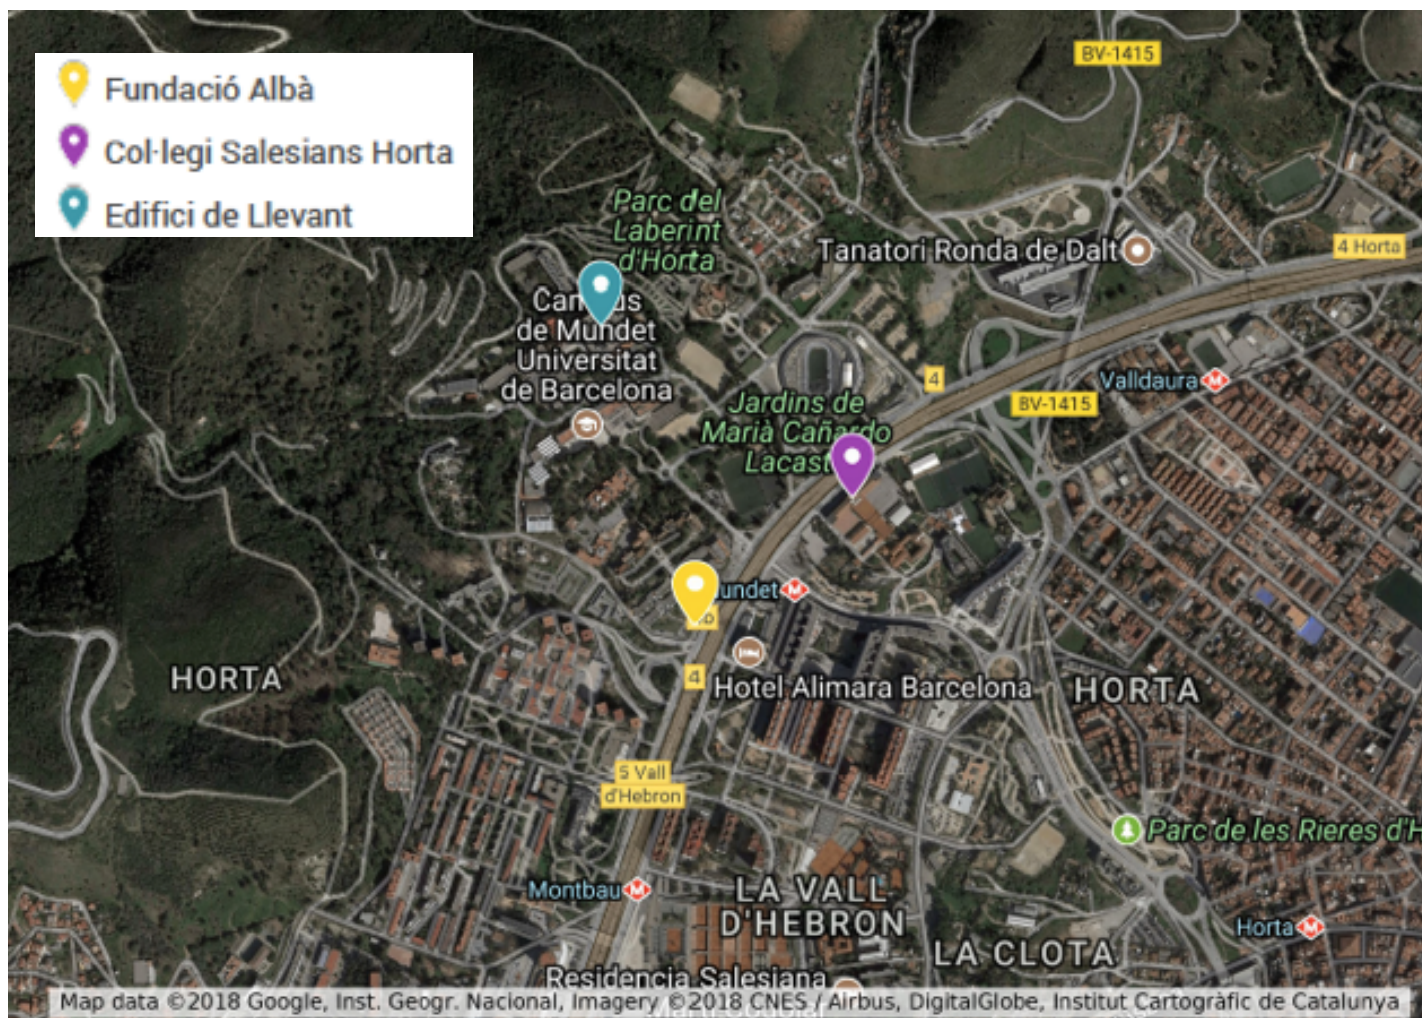 Fundació Albà
Col·legi Salesians Horta
Edifici de Llevant
BV-1415
Parc del
Laberint
d'Horta
Tanatori Ronda de Dalt
4 Horta
de Mundet
Universitat
de Barcelona
4
Valldaura
BV-1415
Jardins de
Marià Cañardo
HORTA
4
Hotel Alimara Barcelona
HORTA
5 Vall
d'Hebron
Parc de les Rieres
Montbau
LA VALL
D'HEBRON
Horta
LA CLOTA
Residencia Salesiana
Map data ©2018 Google, Inst. Geogr. Nacional, Imagery ©2018 CNES / Airbus, DigitalGlobe, Institut Cartogràfic de Catalunya